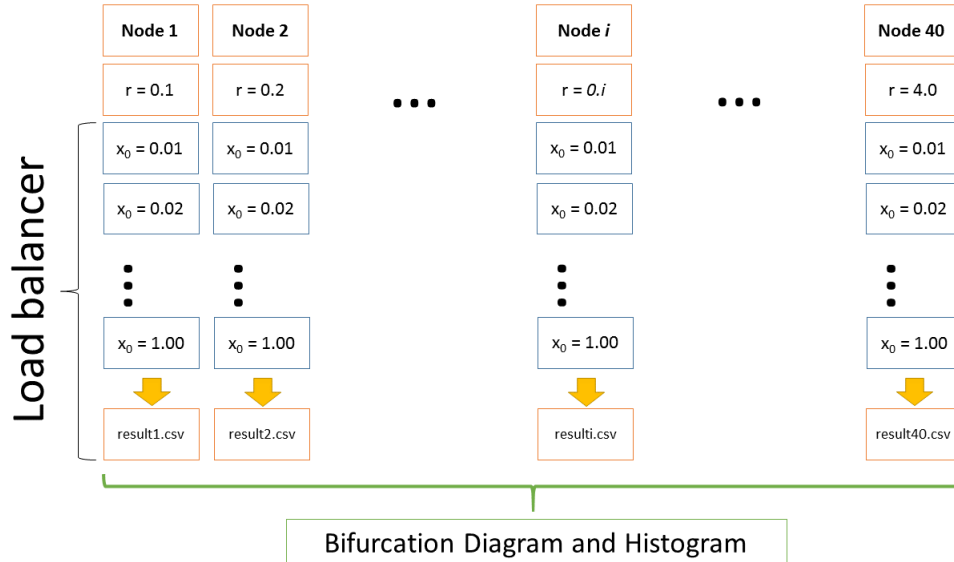 Node 1 Node 2 Node i Node 40
r = 0.1 r = 0.2 ... r = 0.i ... r = 4.0
Load balancer
x₀ = 0.01 x₀ = 0.01 x₀ = 0.01 x₀ = 0.01
x₀ = 0.02 x₀ = 0.02 x₀ = 0.02 x₀ = 0.02
x₀ = 1.00 x₀ = 1.00 x₀ = 1.00 x₀ = 1.00
result1.csv result2.csv resulti.csv result40.csv
Bifurcation Diagram and Histogram